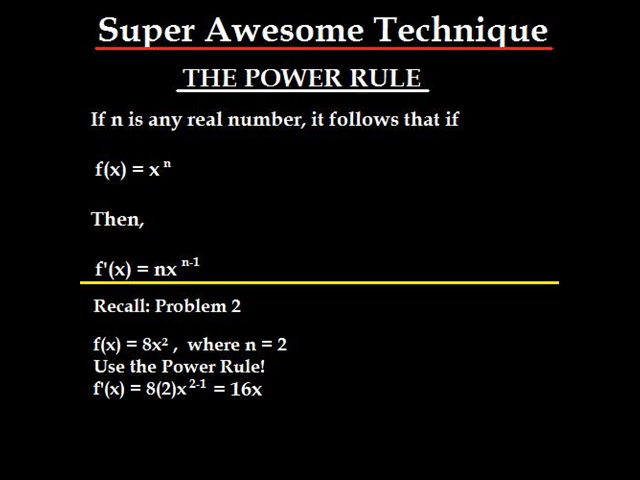 Super Awesome Technique
THE POWER RULE
If n is any real number, it follows that if
f(x) = x ⁿ
Then,
f'(x) = nx ⁿ⁻¹
Recall: Problem 2
f(x) = 8x² , where n = 2
Use the Power Rule!
f'(x) = 8(2)x ²⁻¹ = 16x